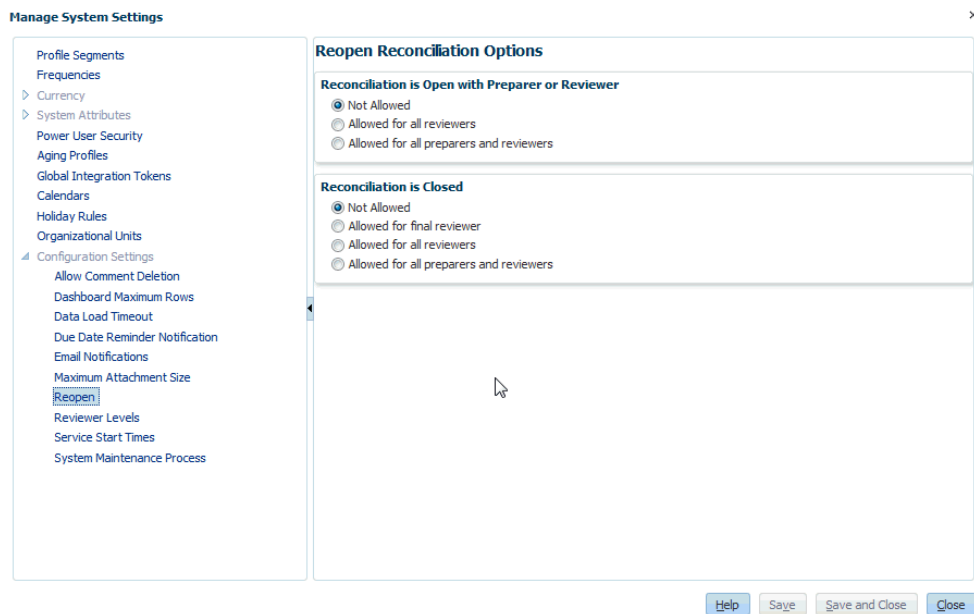 Manage System Settings
Profile Segments
Frequencies
Currency
System Attributes
Power User Security
Aging Profiles
Global Integration Tokens
Calendars
Holiday Rules
Organizational Units
Configuration Settings
Allow Comment Deletion
Dashboard Maximum Rows
Data Load Timeout
Due Date Reminder Notification
Email Notifications
Maximum Attachment Size
Reopen
Reviewer Levels
Service Start Times
System Maintenance Process
Reopen Reconciliation Options
Reconciliation is Open with Preparer or Reviewer
Not Allowed
Allowed for all reviewers
Allowed for all preparers and reviewers
Reconciliation is Closed
Not Allowed
Allowed for final reviewer
Allowed for all reviewers
Allowed for all preparers and reviewers
Help Save Save and Close Close